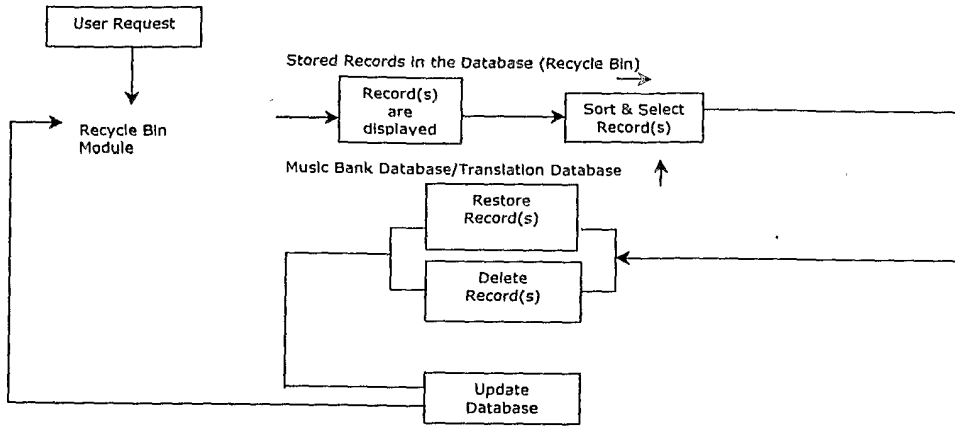 User Request
Stored Records in the Database (Recycle Bin)
Record(s)
are
displayed
Sort & Select
Record(s)
Recycle Bin
Module
Music Bank Database/Translation Database
Restore
Record(s)
Delete
Record(s)
Update
Database